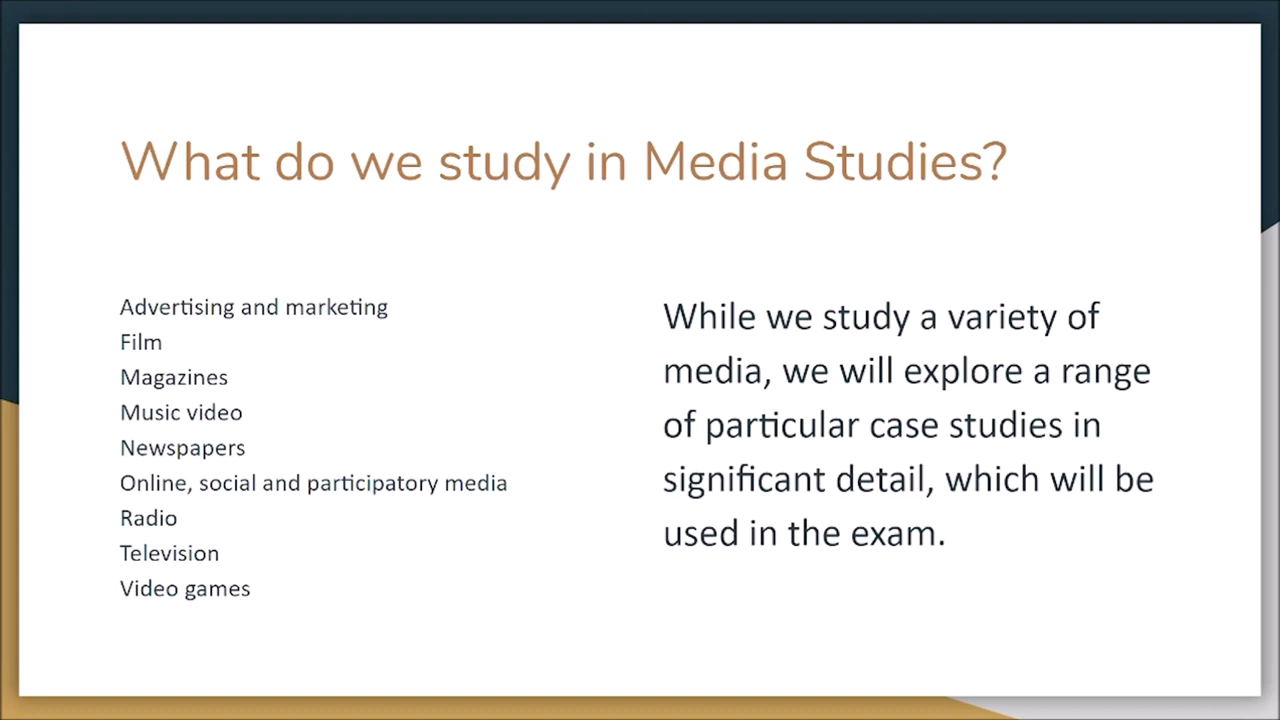 What do we study in Media Studies?
Advertising and marketing
Film
Magazines
Music video
Newspapers
Online, social and participatory media
Radio
Television
Video games
While we study a variety of
media, we will explore a range
of particular case studies in
significant detail, which will be
used in the exam.